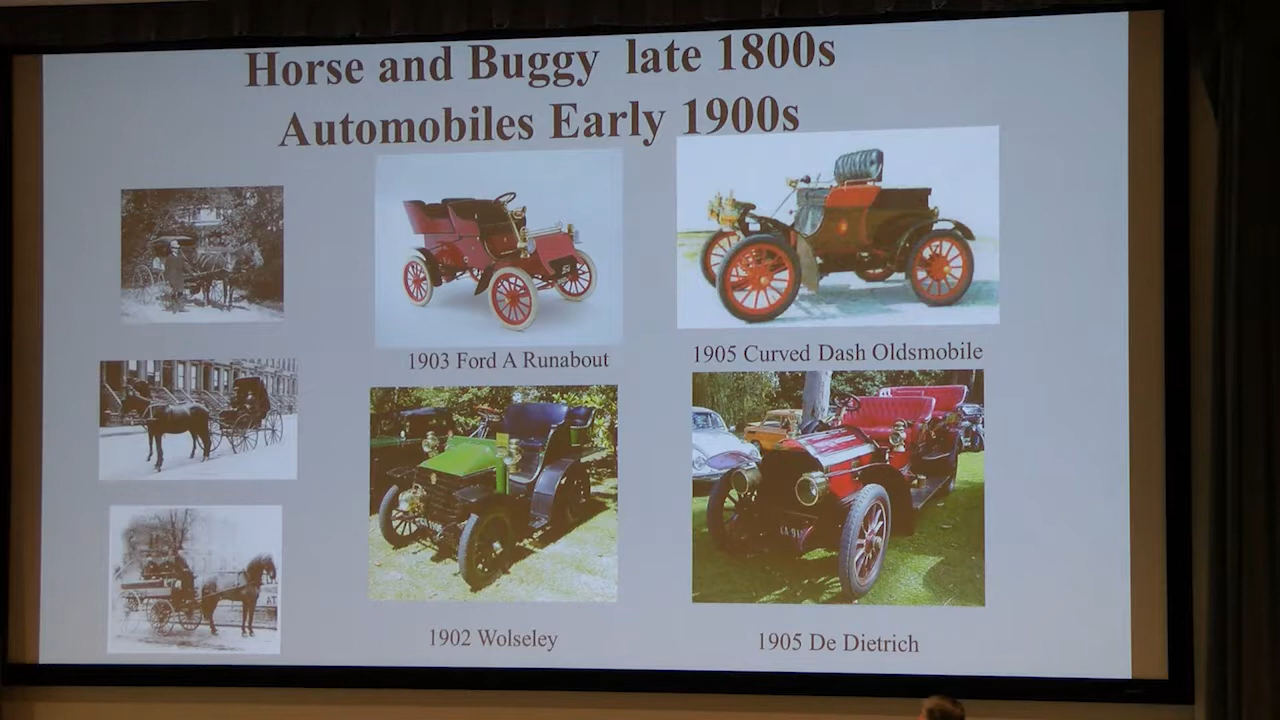 Horse and Buggy late 1800s
Automobiles Early 1900s
1903 Ford A Runabout
1905 Curved Dash Oldsmobile
1902 Wolseley
1905 De Dietrich